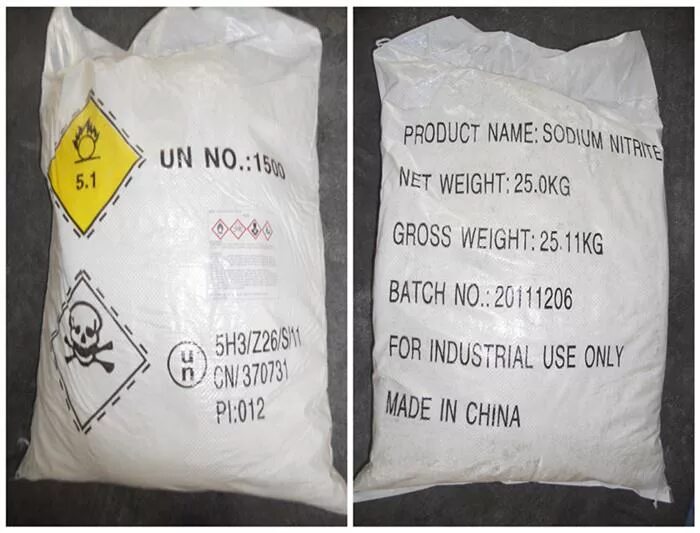 5.1
UN NO.:1500
un
5H3/Z26/S/11
CN/370731
PI:012
PRODUCT NAME: SODIUM NITRITE
NET WEIGHT: 25.0KG
GROSS WEIGHT: 25.11KG
BATCH NO.: 20111206
FOR INDUSTRIAL USE ONLY
MADE IN CHINA